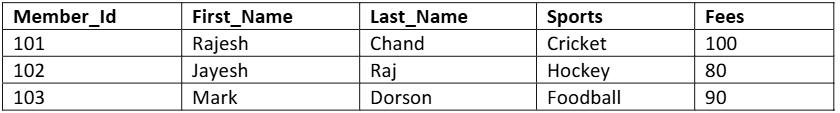 Member_Id First_Name Last_Name Sports Fees
101 Rajesh Chand Cricket 100
102 Jayesh Raj Hockey 80
103 Mark Dorson Foodball 90